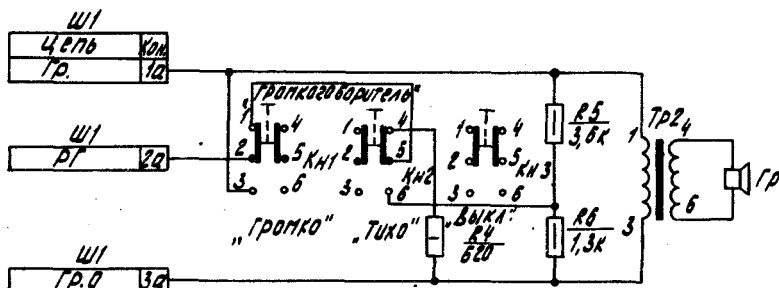 Ш1
Цепь Кон.
Гр. 1а
Ш1
РГ 2а
Ш1
Гр.0 3а
"Громкоговоритель"
1 4
2 5
3 6
Кн1
„Громко"
1 4
2 5
3 6
Кн2
„Тихо"
1 4
2 5
3 6
Кн3
„Выкл."
R4
620
R5
3,6к
R6
1,3к
Тр2
1 4
3 6
Гр